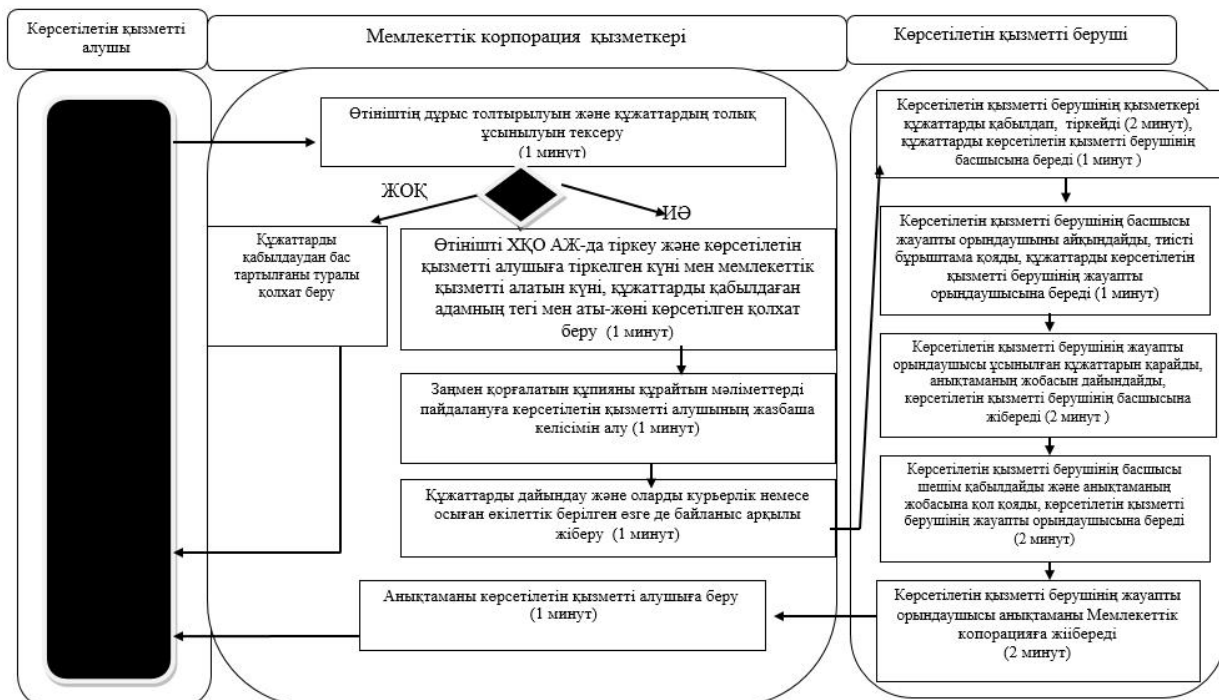 Көрсетілетін қызметті
алушы
Мемлекеттік корпорация қызметкері
Көрсетілетін қызметті беруші
Өтініштің дұрыс толтырылуын және құжаттардың толық
ұсынылуын тексеру
(1 минут)
ЖОҚ
ИӘ
Құжаттарды
қабылдаудан бас
тартылғаны туралы
қолхат беру
Өтінішті ХҚО АЖ-да тіркеу және көрсетілетін
қызметті алушыға тіркелген күні мен мемлекеттік
қызметті алатын күні, құжаттарды қабылдаған
адамның тегі мен аты-жөні көрсетілген қолхат
беру (1 минут)
Заңмен қорғалатын құпияны құрайтын мәліметтерді
пайдалануға көрсетілетін қызметті алушының жазбаша
келісімін алу (1 минут)
Құжаттарды дайындау және оларды курьерлік немесе
осыған өкілеттік берілген өзге де байланыс арқылы
жіберу (1 минут)
Анықтаманы көрсетілетін қызметті алушыға беру
(1 минут)
Көрсетілетін қызметті берушінің қызметкері
құжаттарды қабылдап, тіркейді (2 минут),
құжаттарды көрсетілетін қызметті берушінің
басшысына береді (1 минут )
Көрсетілетін қызметті берушінің басшысы
жауапты орындаушыны айқындайды, тиісті
бұрыштама қояды, құжаттарды көрсетілетін
қызметті берушінің жауапты
орындаушысына береді (1 минут)
Көрсетілетін қызметті берушінің жауапты
орындаушысы ұсынылған құжаттарын қарайды,
анықтаманың жобасын дайындайды,
көрсетілетін қызметті берушінің басшысына
жібереді (2 минут )
Көрсетілетін қызметті берушінің басшысы
шешім қабылдайды және анықтаманың
жобасына қол қояды, көрсетілетін қызметті
берушінің жауапты орындаушысына береді
(2 минут)
Көрсетілетін қызметті берушінің жауапты
орындаушысы анықтаманы Мемлекеттік
копорацияға жіібереді
(2 минут)